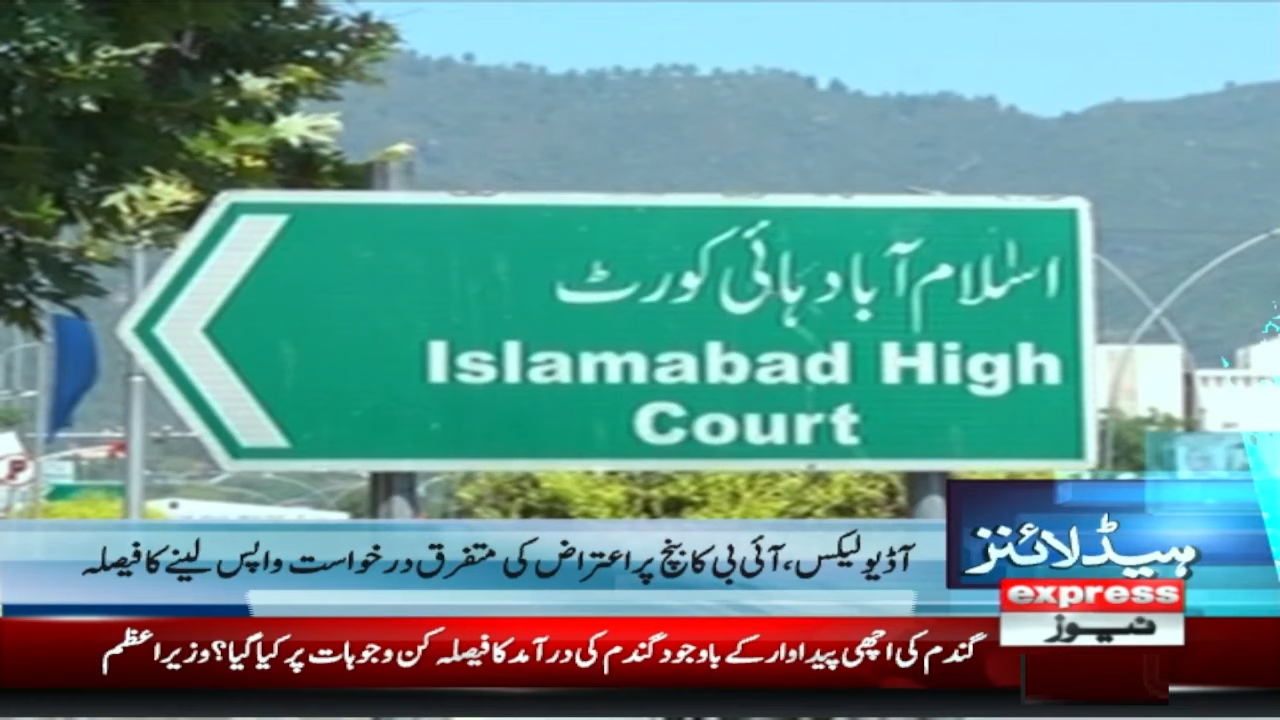 اسلام آباد ہائی کورٹ
Islamabad High
Court
ہیڈلائنز
آڈیو لیکس، آئی بی کا بنچ پر اعتراض کی متفرق درخواست واپس لینے کا فیصلہ
express
نیوز
گندم کی اچھی پیداوار کے باوجود گندم کی درآمد کا فیصلہ کن وجوہات پر کیا گیا؟ وزیراعظم